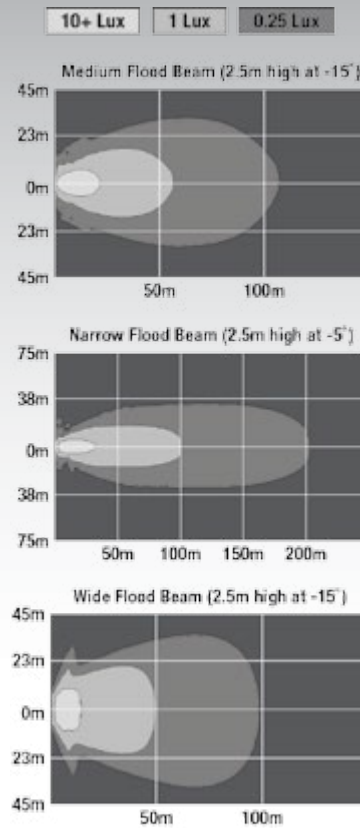 10+ Lux 1 Lux 0.25 Lux
Medium Flood Beam (2.5m high at -15°)
45m
23m
0m
23m
45m
50m 100m
Narrow Flood Beam (2.5m high at -5°)
75m
38m
0m
38m
75m
50m 100m 150m 200m
Wide Flood Beam (2.5m high at -15°)
45m
23m
0m
23m
45m
50m 100m